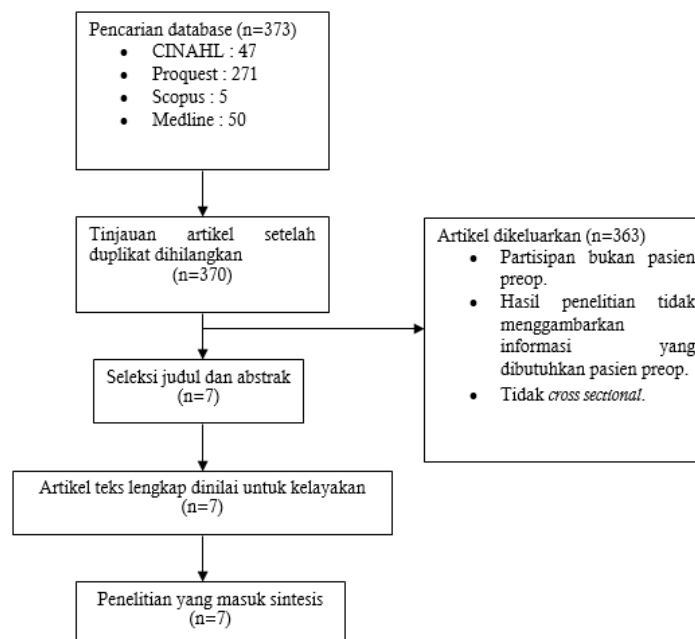 Pencarian database (n=373)
• CINAHL : 47
• Proquest : 271
• Scopus : 5
• Medline : 50
Tinjauan artikel setelah
duplikat dihilangkan
(n=370)
Artikel dikeluarkan (n=363)
• Partisipan bukan pasien
preop.
• Hasil penelitian tidak
menggambarkan
informasi yang
dibutuhkan pasien preop.
• Tidak cross sectional.
Seleksi judul dan abstrak
(n=7)
Artikel teks lengkap dinilai untuk kelayakan
(n=7)
Penelitian yang masuk sintesis
(n=7)